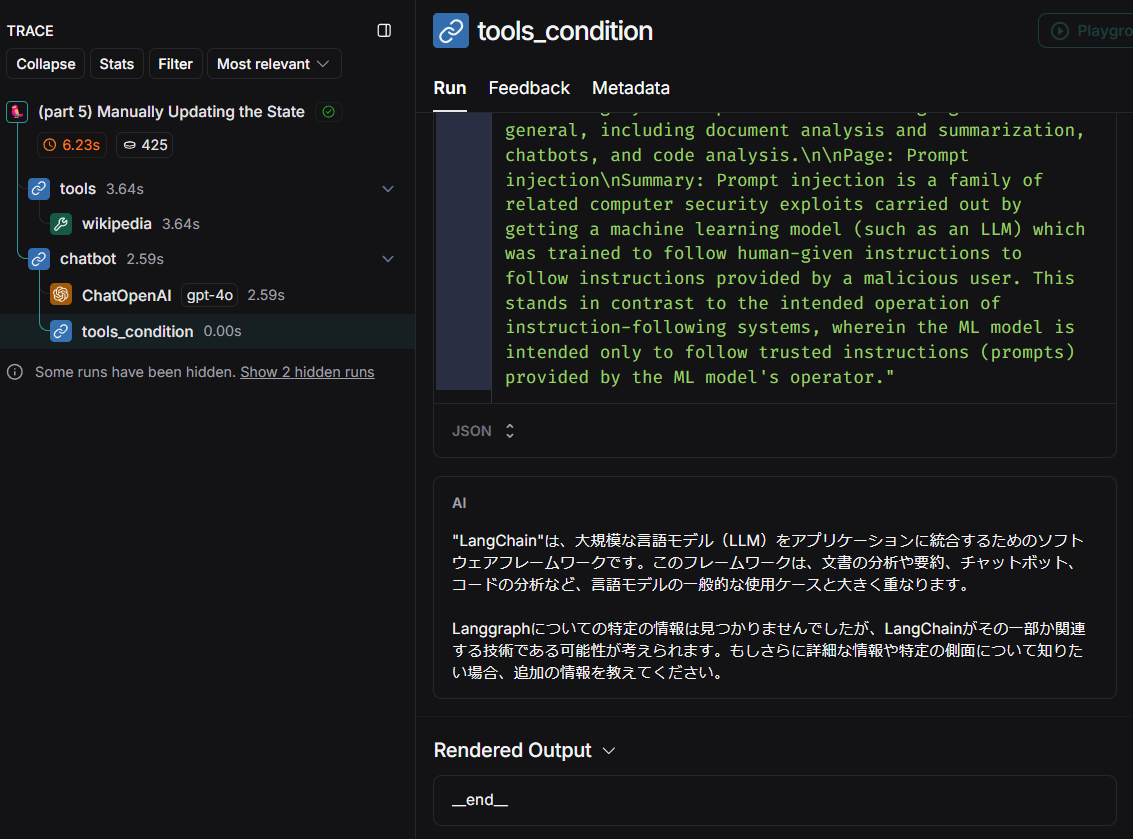 TRACE
Collapse Stats Filter Most relevant
(part 5) Manually Updating the State
6.23s 425
tools 3.64s
wikipedia 3.64s
chatbot 2.59s
ChatOpenAI gpt-4o 2.59s
tools_condition 0.00s
Some runs have been hidden. Show 2 hidden runs
tools_condition
Playgro
Run Feedback Metadata
general, including document analysis and summarization,
chatbots, and code analysis.\n\nPage: Prompt
injection\nSummary: Prompt injection is a family of
related computer security exploits carried out by
getting a machine learning model (such as an LLM) which
was trained to follow human-given instructions to
follow instructions provided by a malicious user. This
stands in contrast to the intended operation of
instruction-following systems, wherein the ML model is
intended only to follow trusted instructions (prompts)
provided by the ML model's operator."
JSON
AI
"LangChain"は、大規模な言語モデル（LLM）をアプリケーションに統合するためのソフト
ウェアフレームワークです。このフレームワークは、文書の分析や要約、チャットボット、
コードの分析など、言語モデルの一般的な使用ケースと大きく重なります。
Langgraphについての特定の情報は見つかりませんでしたが、LangChainがその一部か関連
する技術である可能性が考えられます。もしさらに詳細な情報や特定の側面について知りた
い場合、追加の情報を教えてください。
Rendered Output
__end__